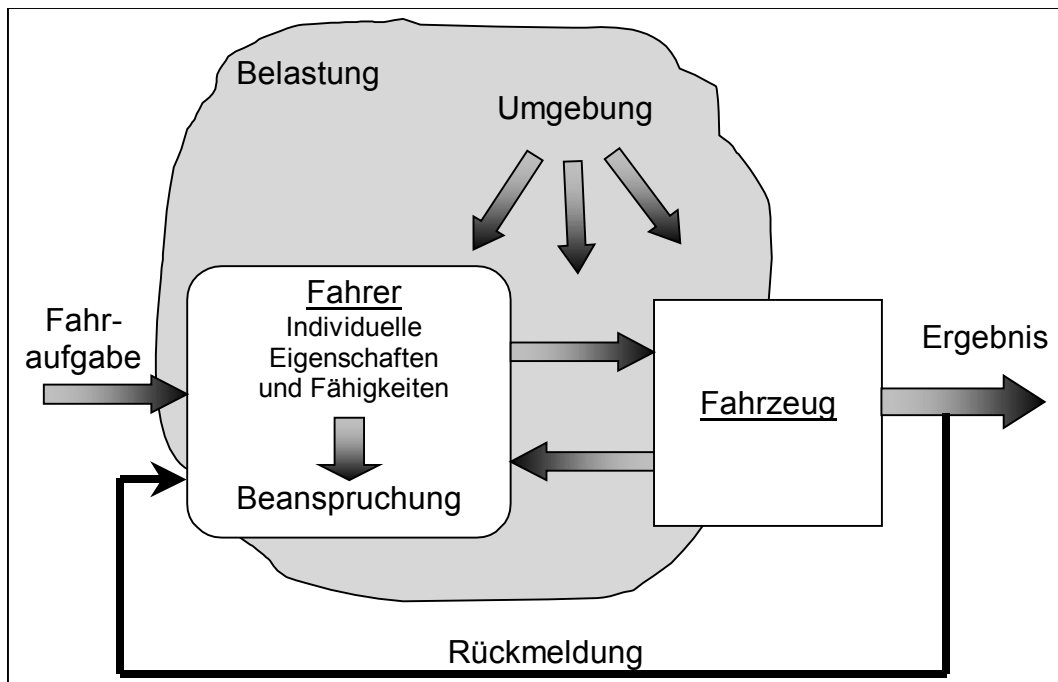 Belastung
Umgebung
Fahrer
Individuelle
Eigenschaften
und Fähigkeiten
Beanspruchung
Fahr-
aufgabe
Fahrzeug
Ergebnis
Rückmeldung